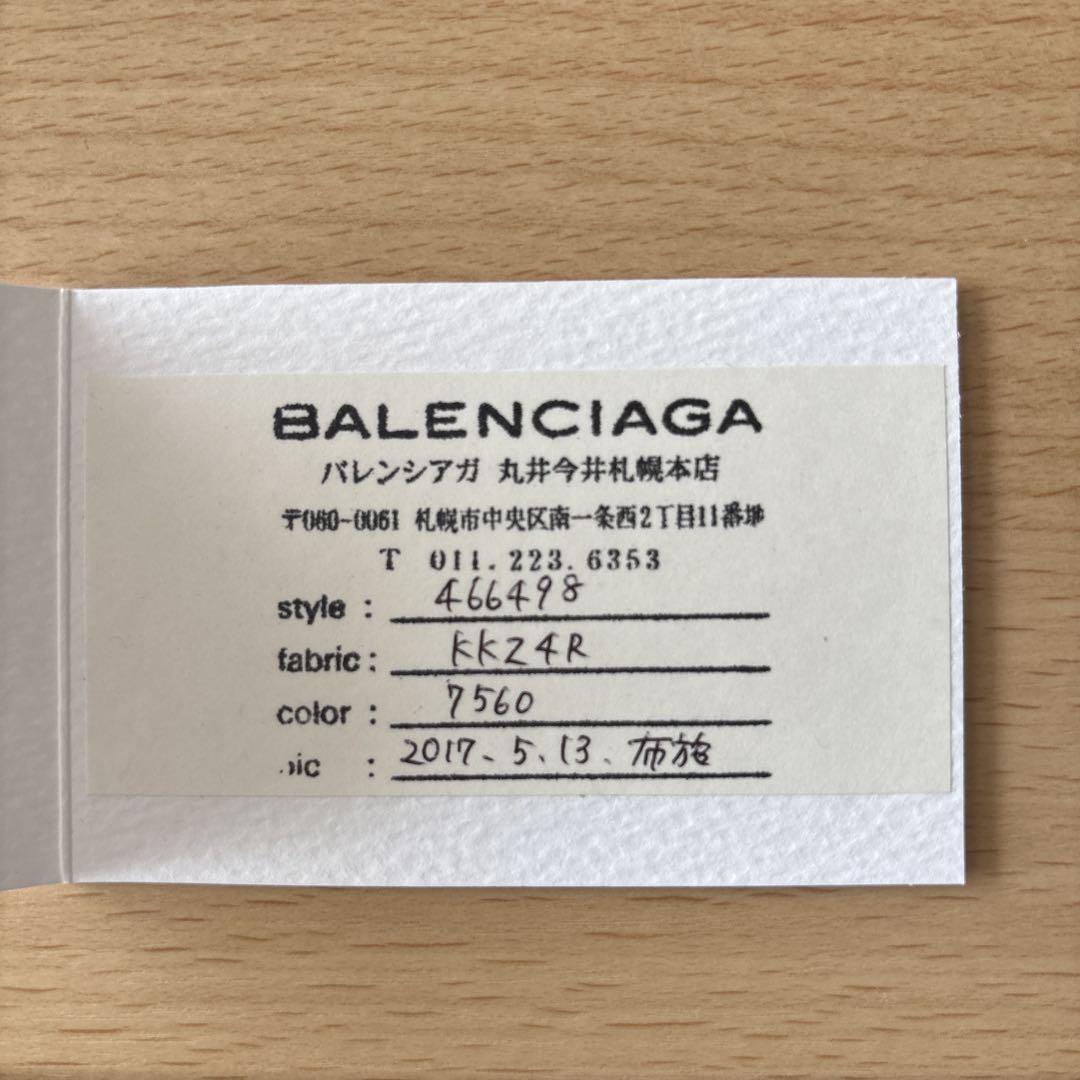 BALENCIAGA
バレンシアガ 丸井今井札幌本店
〒060-0061 札幌市中央区南一条西2丁目11番地
T 011.223.6353
style : 466498
fabric : KKZ4R
color : 7560
pic : 2017、5、13、布施